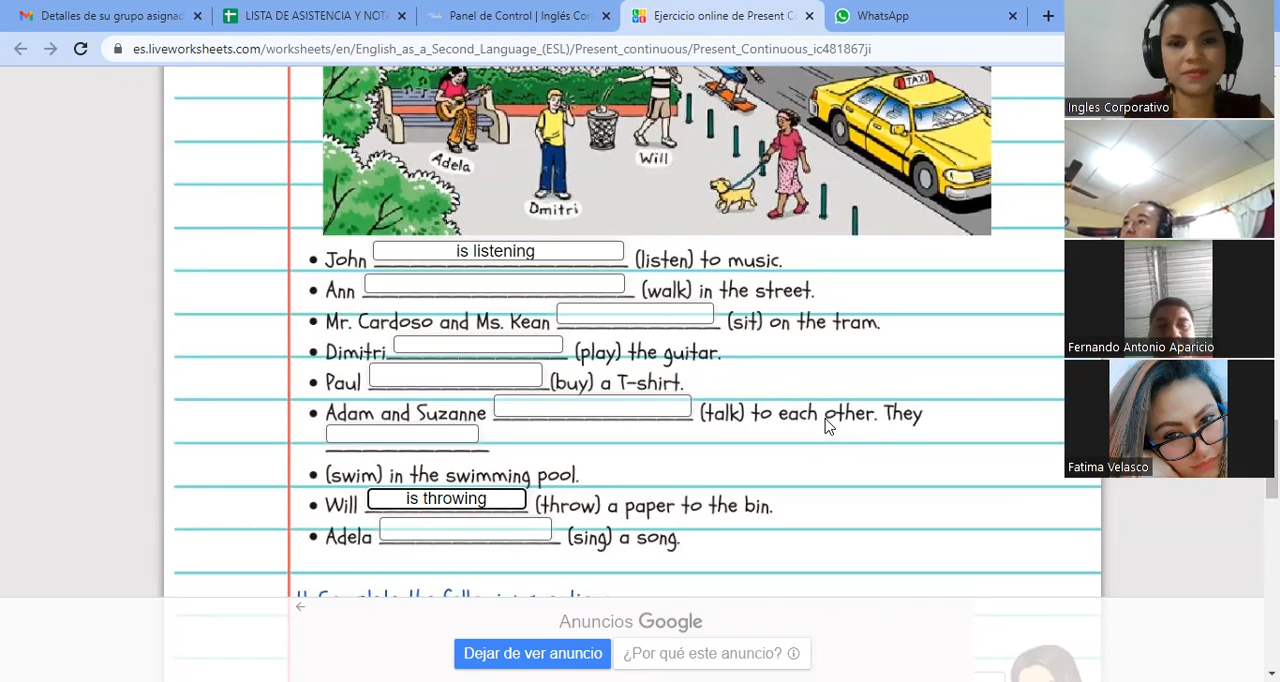 Detalles de su grupo asignad
LISTA DE ASISTENCIA Y NOTA
Panel de Control | Inglés Corp
Ejercicio online de Present Co
WhatsApp
es.liveworksheets.com/worksheets/en/English_as_a_Second_Language_(ESL)/Present_continuous/Present_Continuous_ic481867ji
TAXI
Adela
Will
Dmitri
• John is listening (listen) to music.
• Ann (walk) in the street.
• Mr. Cardoso and Ms. Kean (sit) on the tram.
• Dimitri (play) the guitar.
• Paul (buy) a T-shirt.
• Adam and Suzanne (talk) to each other. They
• (swim) in the swimming pool.
• Will is throwing (throw) a paper to the bin.
• Adela (sing) a song.
Anuncios Google
Dejar de ver anuncio
¿Por qué este anuncio?
Ingles Corporativo
Fernando Antonio Aparicio
Fatima Velasco